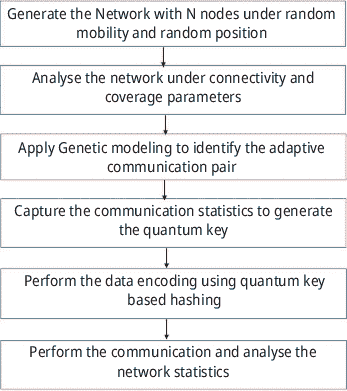 Generate the Network with N nodes under random
mobility and random position
Analyse the network under connectivity and
coverage parameters
Apply Genetic modeling to identify the adaptive
communication pair
Capture the communication statistics to generate
the quantum key
Perform the data encoding using quantum key
based hashing
Perform the communication and analyse the
network statistics